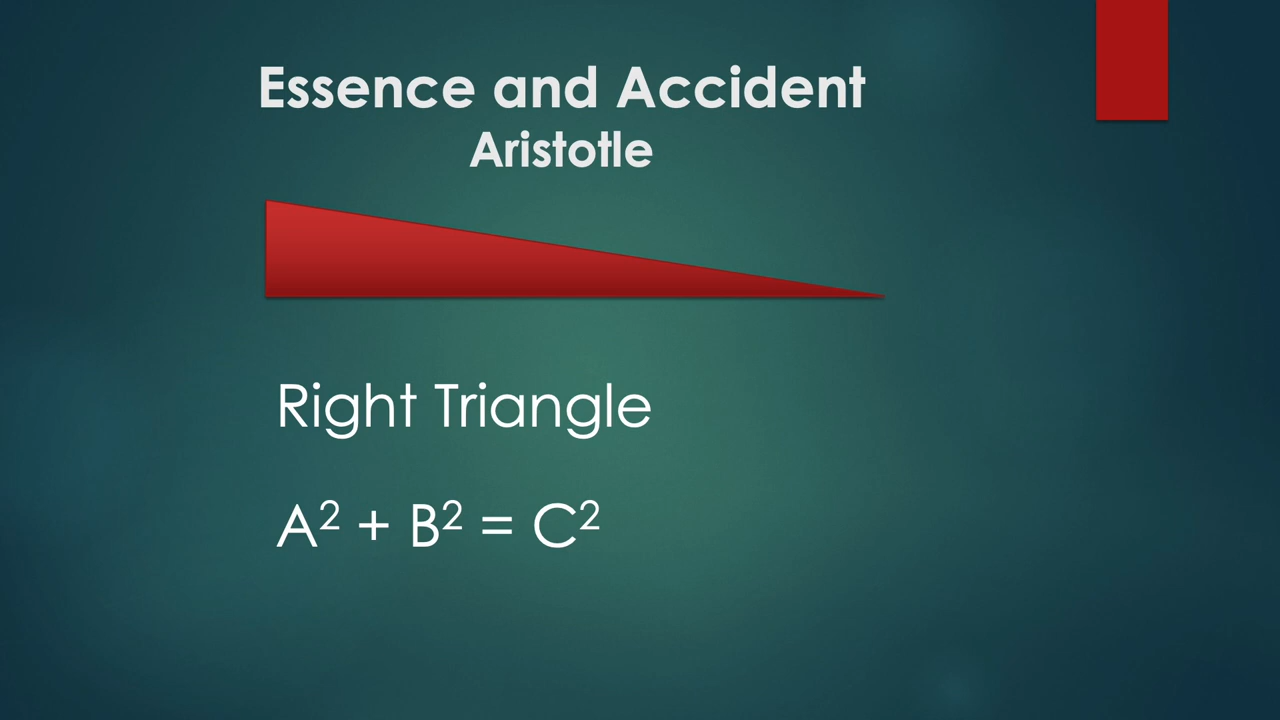 Essence and Accident
Aristotle
Right Triangle
A² + B² = C²